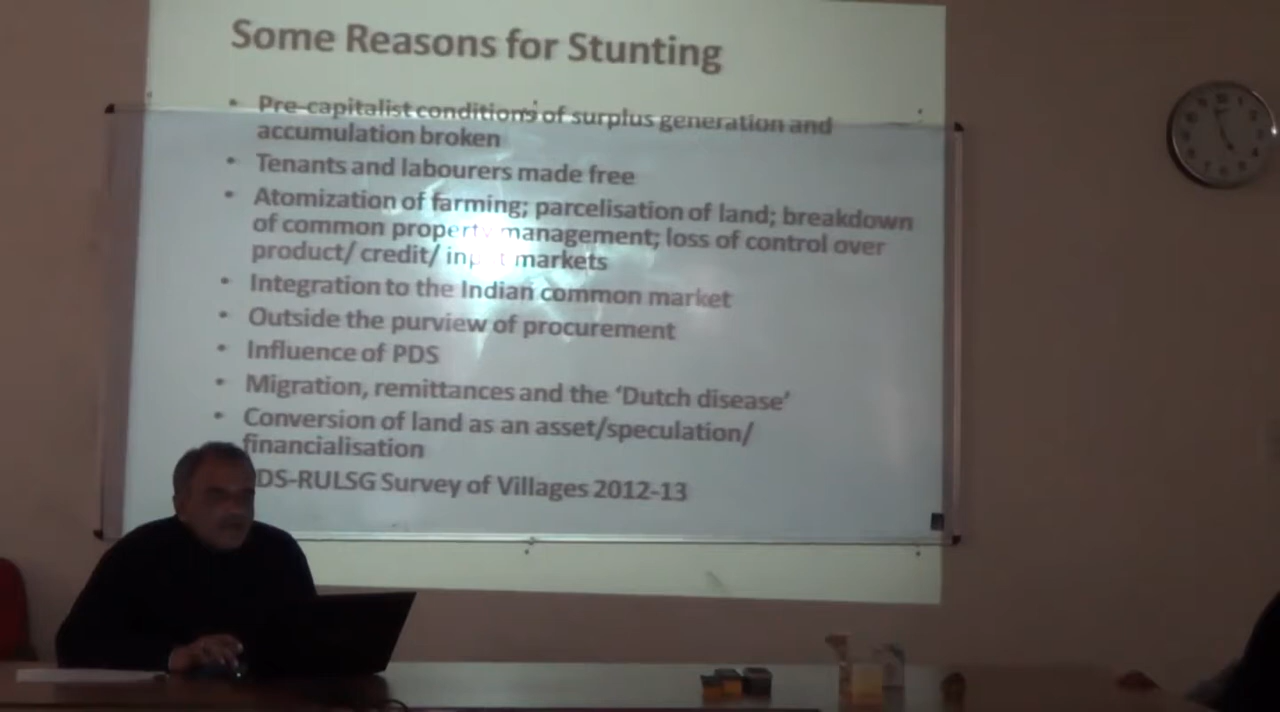 Some Reasons for Stunting
• Pre-capitalist conditions of surplus generation and
accumulation broken
• Tenants and labourers made free
• Atomization of farming; parcelisation of land; breakdown
of common property management; loss of control over
product/ credit/ input markets
• Integration to the Indian common market
• Outside the purview of procurement
• Influence of PDS
• Migration, remittances and the ‘Dutch disease’
• Conversion of land as an asset/speculation/
financialisation
DS-RULSG Survey of Villages 2012-13